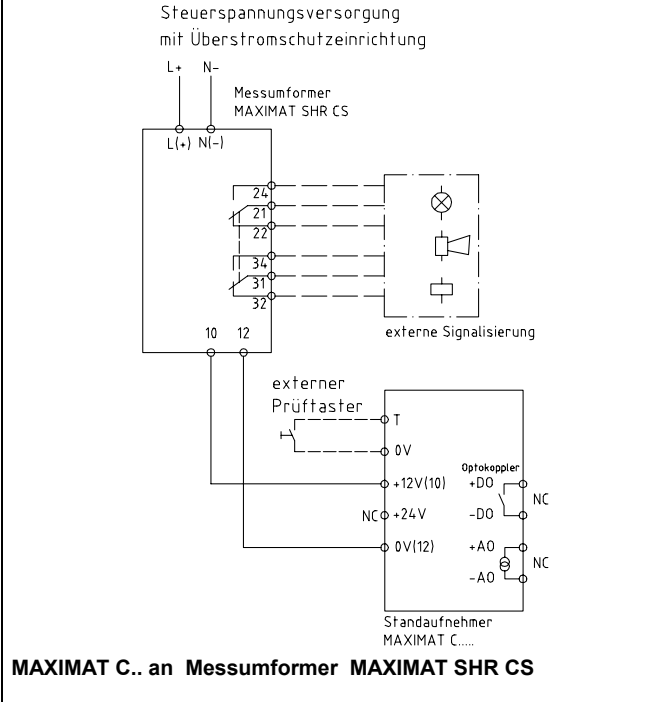 Steuerspannungsversorgung
mit Überstromschutzeinrichtung
L+ N-
Messumformer
MAXIMAT SHR CS
L(+) N(-)
24
21
22
34
31
32
10 12
externe Signalisierung
externer
Prüftaster
T
0V
Optokoppler
+12V(10) +DO
NC
NC +24V -DO
0V(12) +AO
NC
-AO
Standaufnehmer
MAXIMAT C.....
MAXIMAT C.. an Messumformer MAXIMAT SHR CS